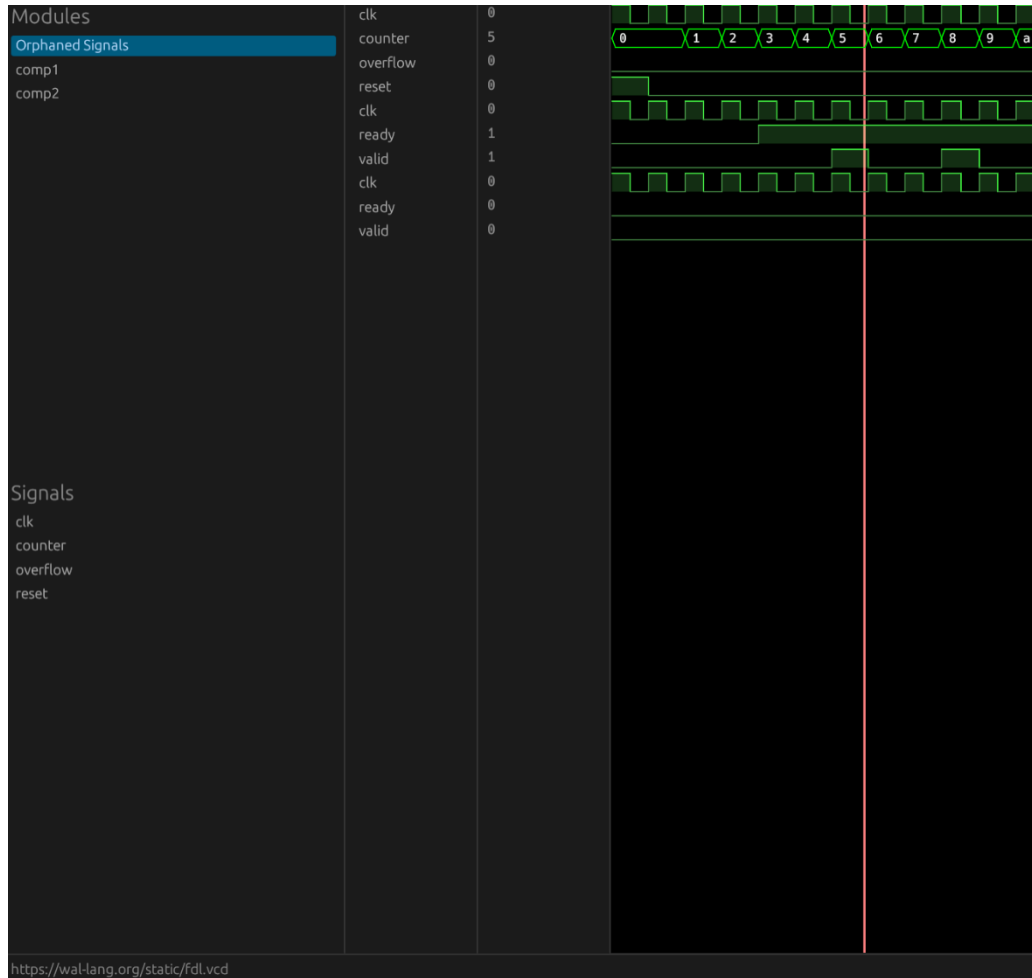 Modules
Orphaned Signals
comp1
comp2
Signals
clk
counter
overflow
reset
clk 0
counter 5
overflow 0
reset 0
clk 0
ready 1
valid 1
clk 0
ready 0
valid 0
0 1 2 3 4 5 6 7 8 9 a
https://wal-lang.org/static/fdl.vcd